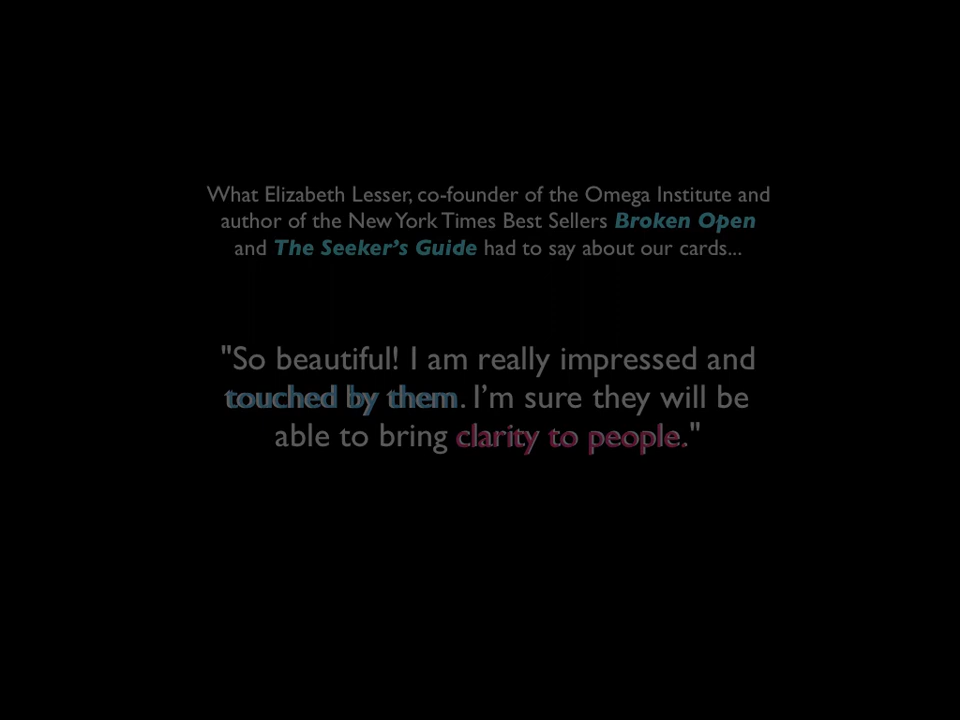 What Elizabeth Lesser, co-founder of the Omega Institute and
author of the New York Times Best Sellers Broken Open
and The Seeker’s Guide had to say about our cards...
"So beautiful! I am really impressed and
touched by them. I’m sure they will be
able to bring clarity to people."